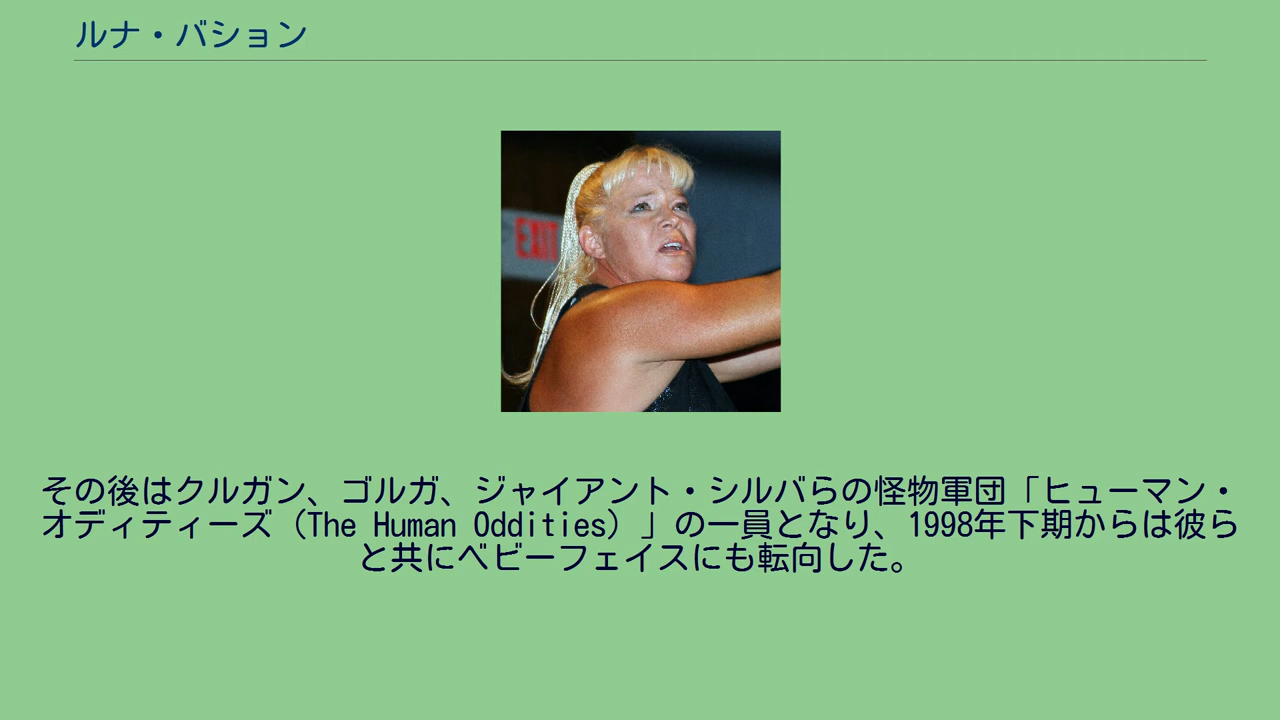 ルナ・バション
EXIT
その後はクルガン、ゴルガ、ジャイアント・シルバらの怪物軍団「ヒューマン・
オディティーズ（The Human Oddities）」の一員となり、1998年下期からは彼ら
と共にベビーフェイスにも転向した。